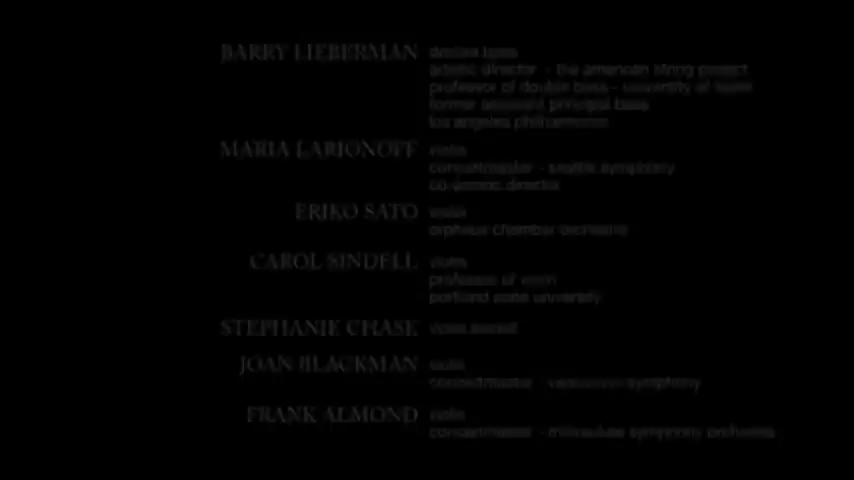 BARRY LIEBERMAN double bass
artistic director - the american string project
professor of double bass - university of
former assistant principal bass
los angeles philharmonic
MARIA LARIONOFF violin
concertmaster - seattle symphony
co-artistic director
ERIKO SATO violin
orpheus chamber orchestra
CAROL SINDELL violin
professor of violin
portland state university
STEPHANIE CHASE violin soloist
JOAN BLACKMAN violin
concertmaster - vancouver symphony
FRANK ALMOND violin
concertmaster - milwaukee symphony orchestra